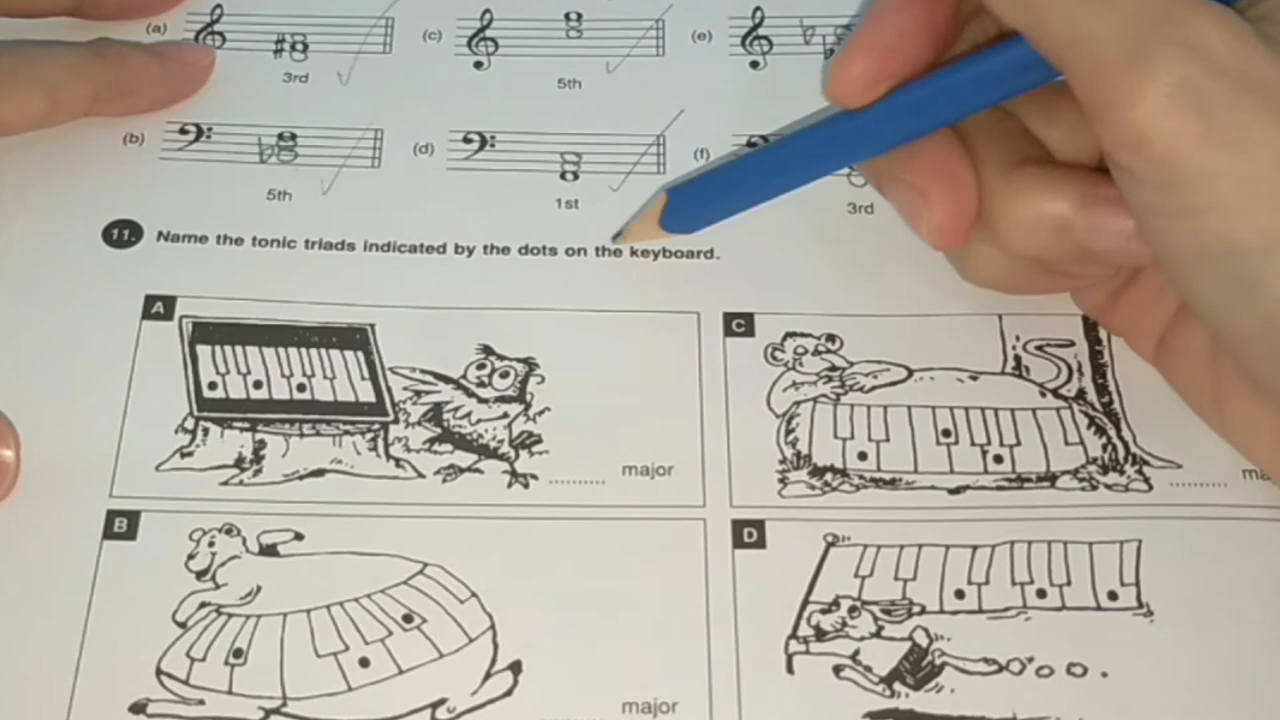 (a) (c) (e)
3rd 5th
(b) (d) (f)
5th 1st 3rd
11. Name the tonic triads indicated by the dots on the keyboard.
A C
.......... major ..........
B D
major